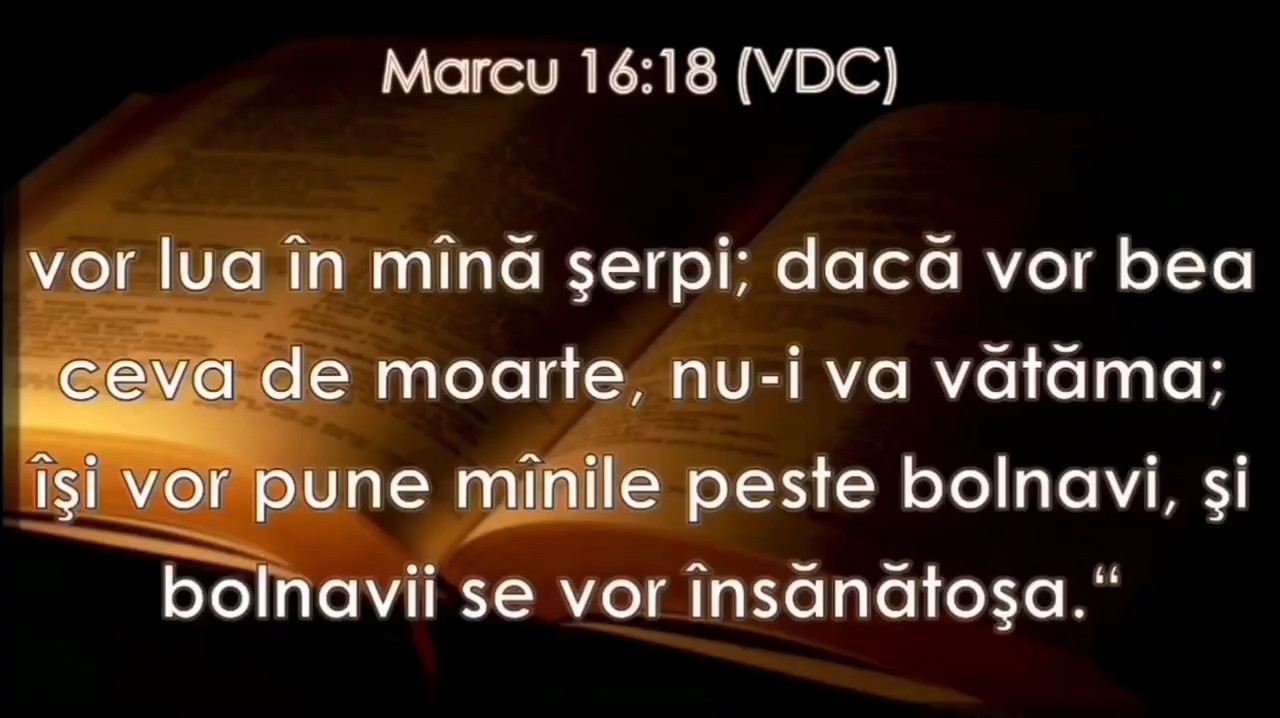 Marcu 16:18 (VDC)
vor lua în mînă şerpi; dacă vor bea
ceva de moarte, nu-i va vătăma;
îşi vor pune mînile peste bolnavi, şi
bolnavii se vor însănătoşa.“